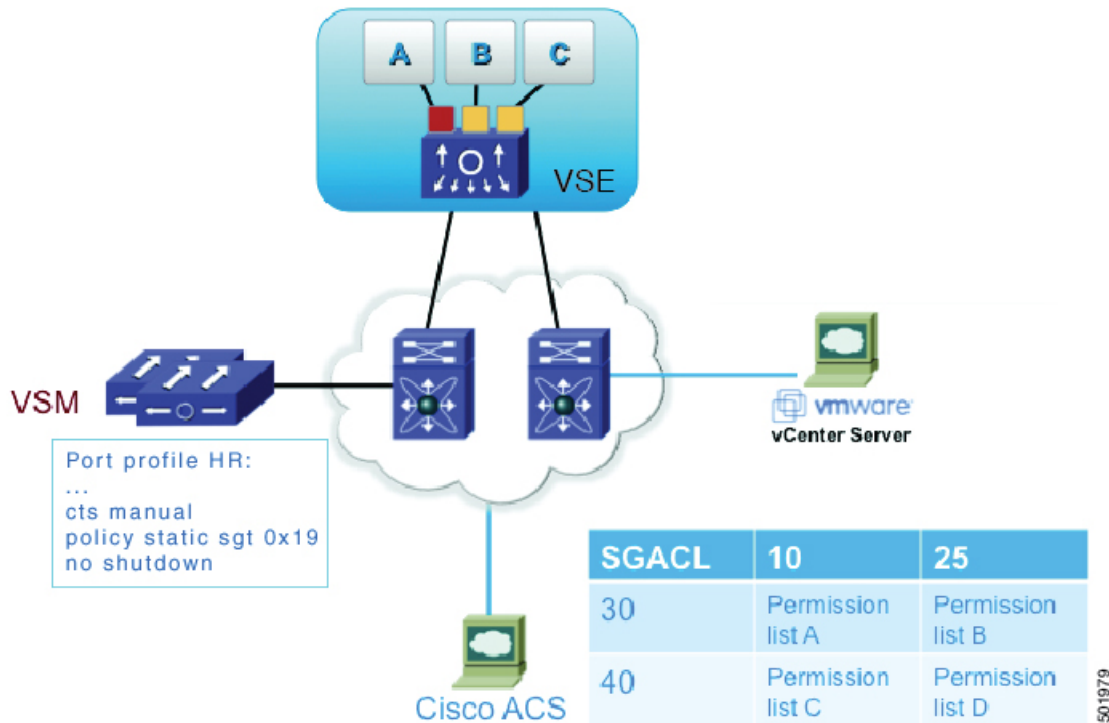 A B C
VSE
VSM
Port profile HR:
...
cts manual
policy static sgt 0x19
no shutdown
vmware®
vCenter Server
Cisco ACS
SGACL 10 25
30 Permission list A Permission list B
40 Permission list C Permission list D
501979